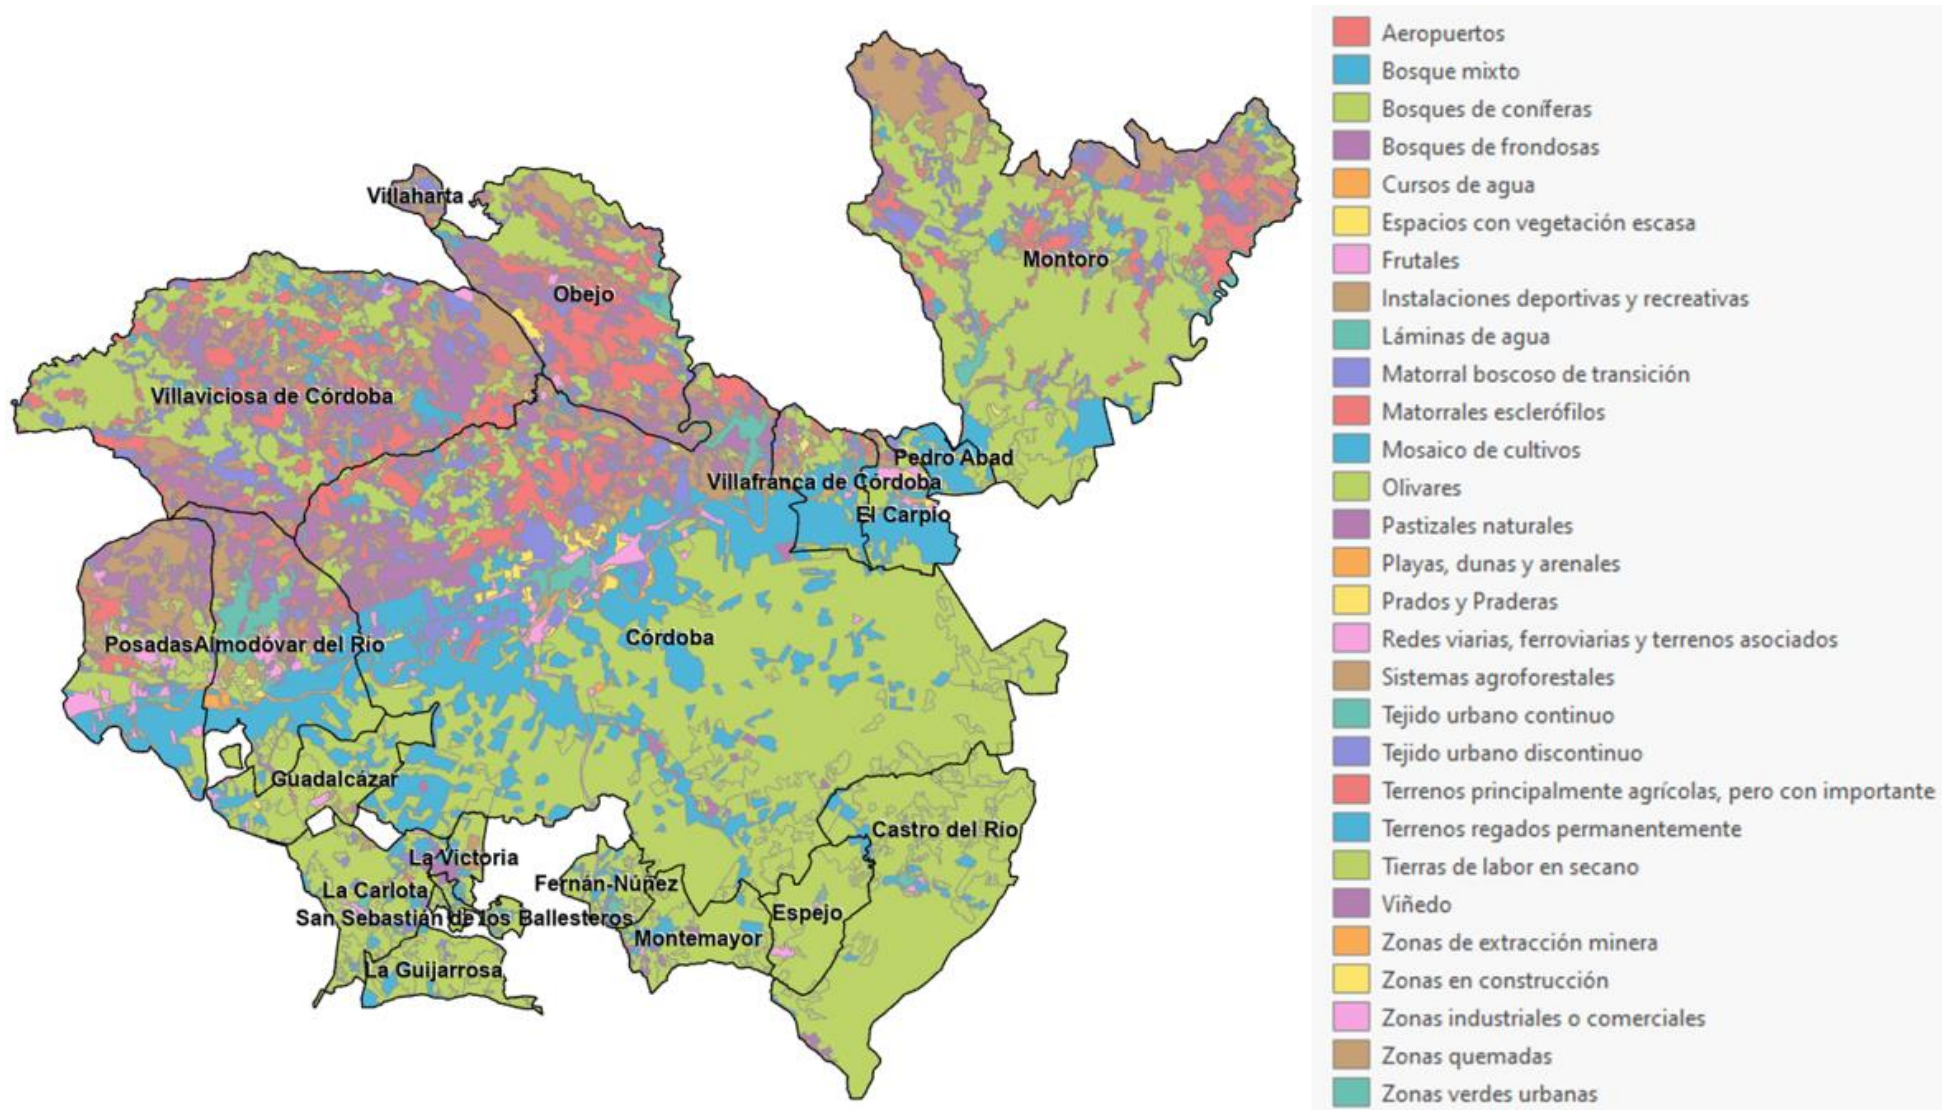 Villaharta
Obejo
Montoro
Villaviciosa de Córdoba
Pedro Abad
Villafranca de Córdoba
El Carpio
Posadas
Almodóvar del Río
Córdoba
Guadalcázar
Castro del Río
La Victoria
La Carlota
Fernán-Núñez
San Sebastián de los Ballesteros
Espejo
Montemayor
La Guijarrosa
Aeropuertos
Bosque mixto
Bosques de coníferas
Bosques de frondosas
Cursos de agua
Espacios con vegetación escasa
Frutales
Instalaciones deportivas y recreativas
Láminas de agua
Matorral boscoso de transición
Matorrales esclerófilos
Mosaico de cultivos
Olivares
Pastizales naturales
Playas, dunas y arenales
Prados y Praderas
Redes viarias, ferroviarias y terrenos asociados
Sistemas agroforestales
Tejido urbano continuo
Tejido urbano discontinuo
Terrenos principalmente agrícolas, pero con importante
Terrenos regados permanentemente
Tierras de labor en secano
Viñedo
Zonas de extracción minera
Zonas en construcción
Zonas industriales o comerciales
Zonas quemadas
Zonas verdes urbanas